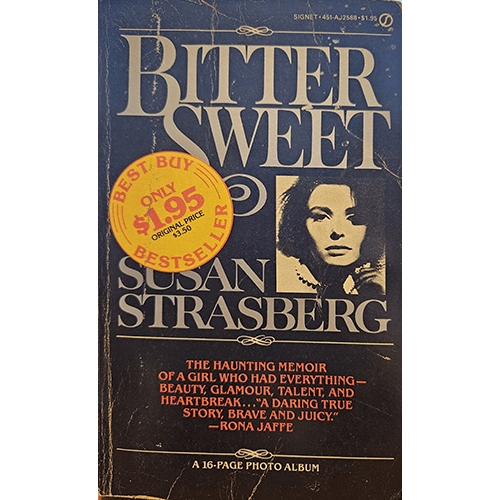 SIGNET • 451-AJ2588 • $1.95
BITTER
SWEET
BEST BUY
ONLY
$1.95
ORIGINAL PRICE
$3.50
BESTSELLER
SUSAN
STRASBERG
THE HAUNTING MEMOIR
OF A GIRL WHO HAD EVERYTHING—
BEAUTY, GLAMOUR, TALENT, AND
HEARTBREAK..."A DARING TRUE
STORY, BRAVE AND JUICY."
—RONA JAFFE
A 16-PAGE PHOTO ALBUM